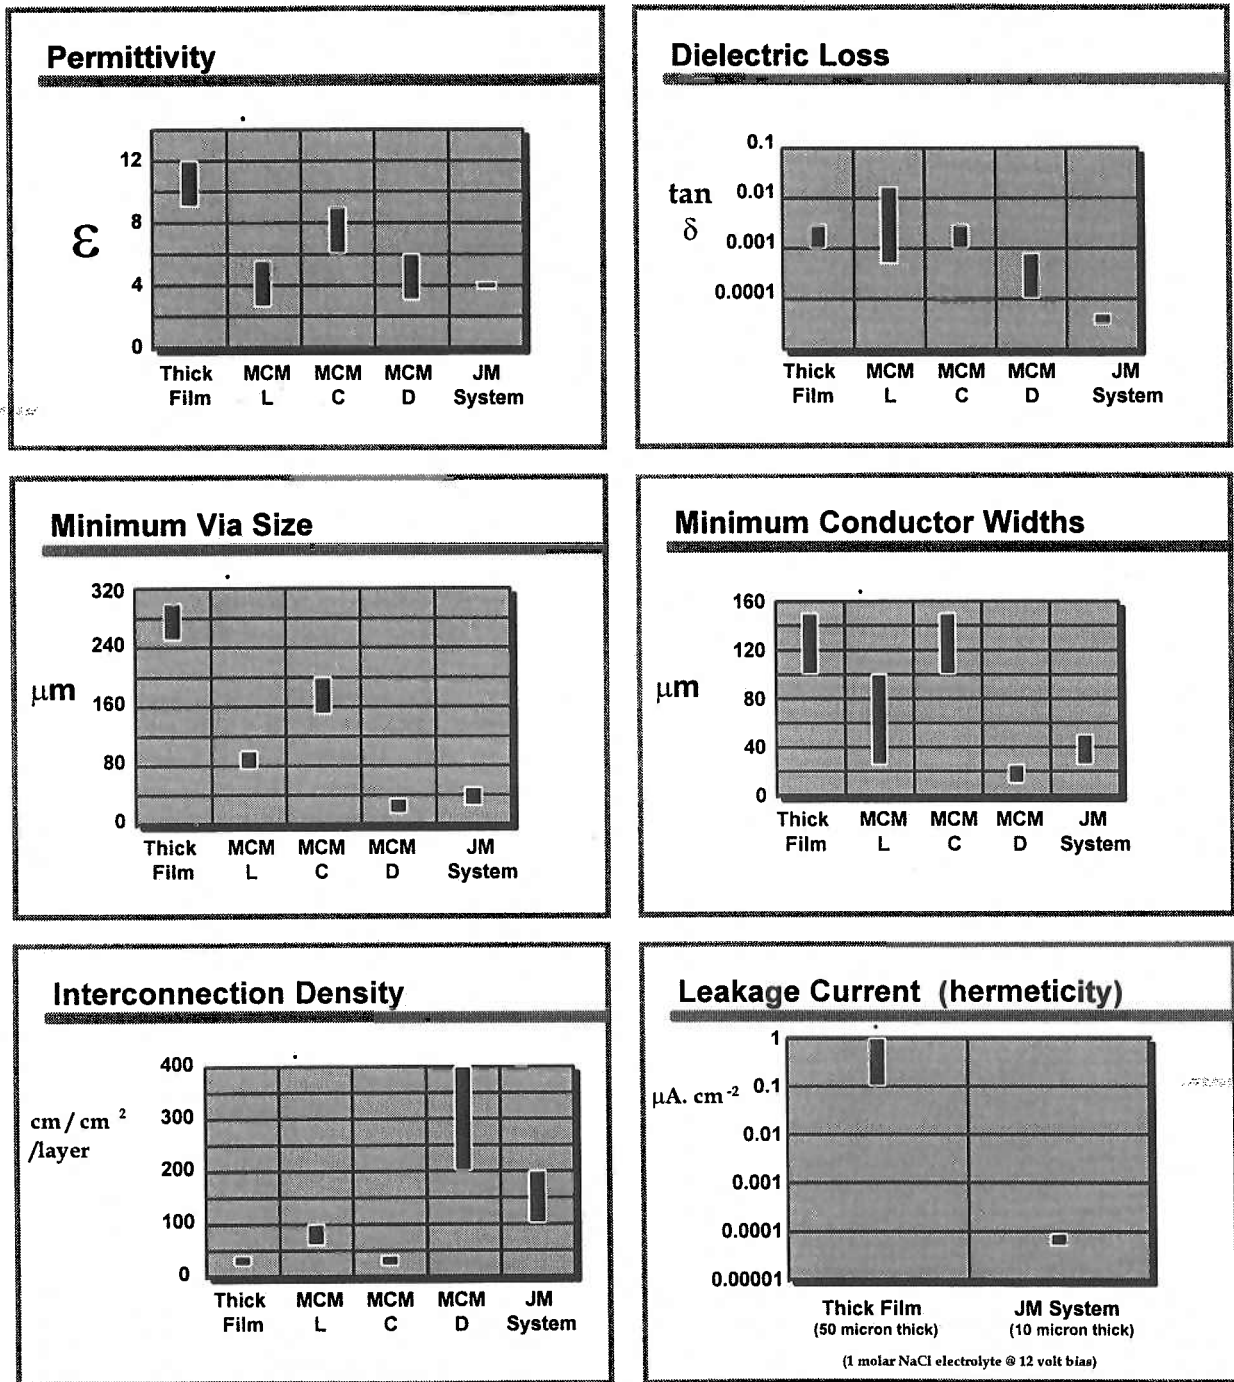 Permittivity
ε
12
8
4
0
Thick Film
MCM L
MCM C
MCM D
JM System
Dielectric Loss
tan δ
0.1
0.01
0.001
0.0001
Thick Film
MCM L
MCM C
MCM D
JM System
Minimum Via Size
μm
320
240
160
80
0
Thick Film
MCM L
MCM C
MCM D
JM System
Minimum Conductor Widths
μm
160
120
80
40
0
Thick Film
MCM L
MCM C
MCM D
JM System
Interconnection Density
cm / cm ²
/layer
400
300
200
100
0
Thick Film
MCM L
MCM C
MCM D
JM System
Leakage Current (hermeticity)
μA. cm⁻²
1
0.1
0.01
0.001
0.0001
0.00001
Thick Film
(50 micron thick)
JM System
(10 micron thick)
(1 molar NaCl electrolyte @ 12 volt bias)